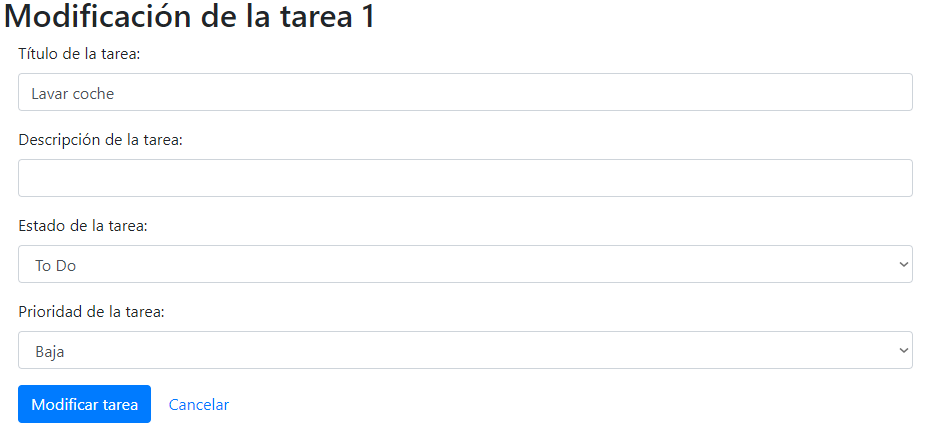 Modificación de la tarea 1
Título de la tarea:
Lavar coche
Descripción de la tarea:
Estado de la tarea:
To Do
Prioridad de la tarea:
Baja
Modificar tarea Cancelar